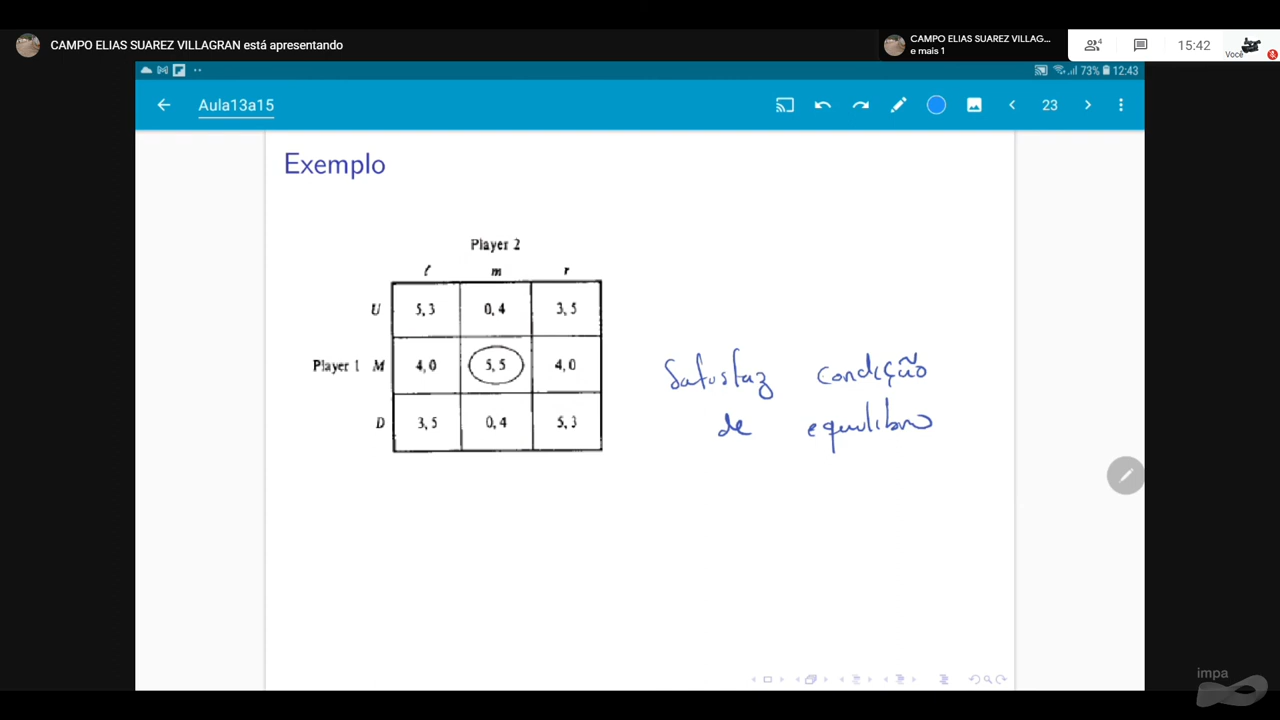 CAMPO ELIAS SUAREZ VILLAGRAN está apresentando
CAMPO ELIAS SUAREZ VILLAG...
e mais 1
4
15:42
Você
73% 12:43
Aula13a15
23
Exemplo
Player 2
ℓ m r
U 5, 3 0, 4 3, 5
Player 1 M 4, 0 5, 5 4, 0
D 3, 5 0, 4 5, 3
Satisfaz condição
de equilibrio
impa